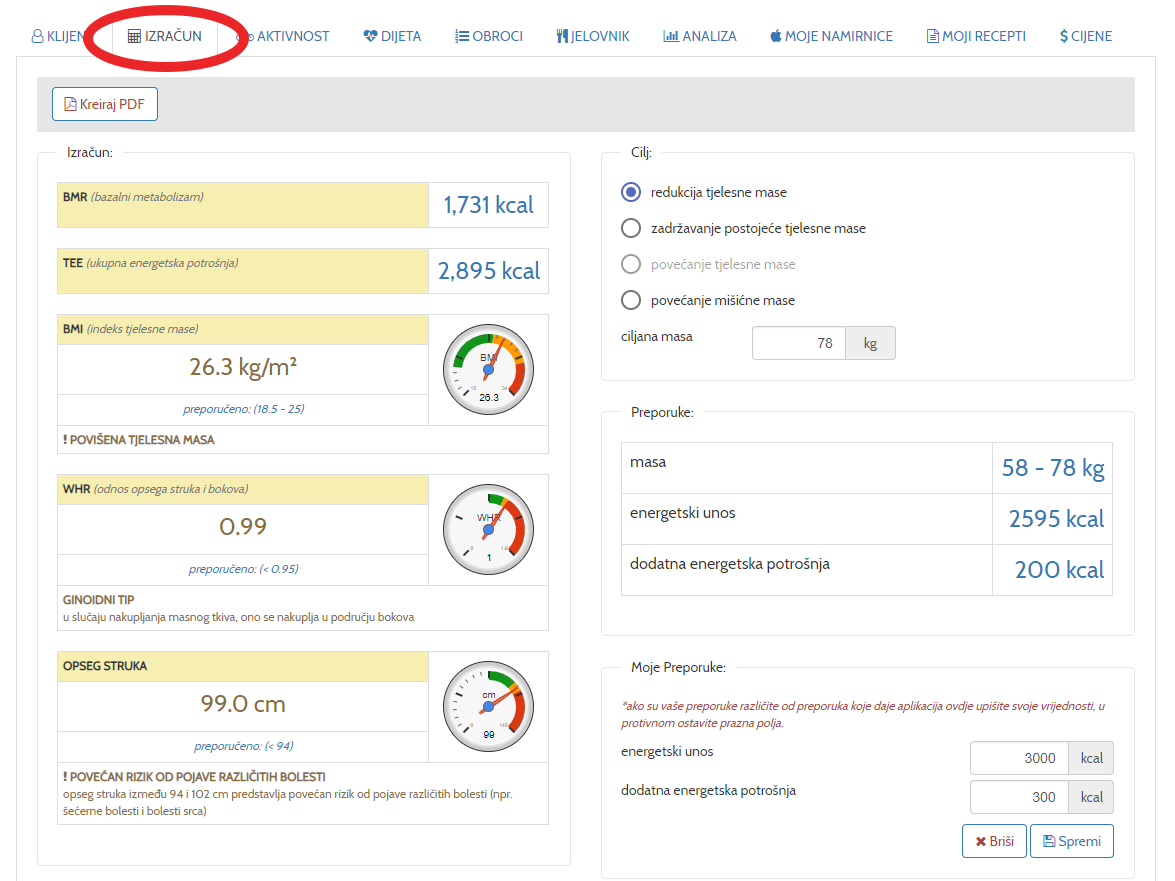 KLIJEN IZRAČUN AKTIVNOST DIJETA OBROCI JELOVNIK ANALIZA MOJE NAMIRNICE MOJI RECEPTI $ CIJENE
Kreiraj PDF
Izračun:
BMR (bazalni metabolizam)
1,731 kcal
TEE (ukupna energetska potrošnja)
2,895 kcal
BMI (indeks tjelesne mase)
26.3 kg/m²
preporučeno: (18.5 - 25)
BMI
15 34
26.3
! POVIŠENA TJELESNA MASA
WHR (odnos opsega struka i bokova)
0.99
preporučeno: (< 0.95)
WHR
0
1
GINOIDNI TIP
u slučaju nakupljanja masnog tkiva, ono se nakuplja u području bokova
OPSEG STRUKA
99.0 cm
preporučeno: (< 94)
cm
0 140
99
! POVEĆAN RIZIK OD POJAVE RAZLIČITIH BOLESTI
opseg struka između 94 i 102 cm predstavlja povećan rizik od pojave različitih bolesti (npr.
šećerne bolesti i bolesti srca)
Cilj:
redukcija tjelesne mase
zadržavanje postojeće tjelesne mase
povećanje tjelesne mase
povećanje mišićne mase
ciljana masa 78 kg
Preporuke:
masa 58 - 78 kg
energetski unos 2595 kcal
dodatna energetska potrošnja 200 kcal
Moje Preporuke:
*ako su vaše preporuke različite od preporuka koje daje aplikacija ovdje upišite svoje vrijednosti, u
protivnom ostavite prazna polja.
energetski unos 3000 kcal
dodatna energetska potrošnja 300 kcal
Briši Spremi